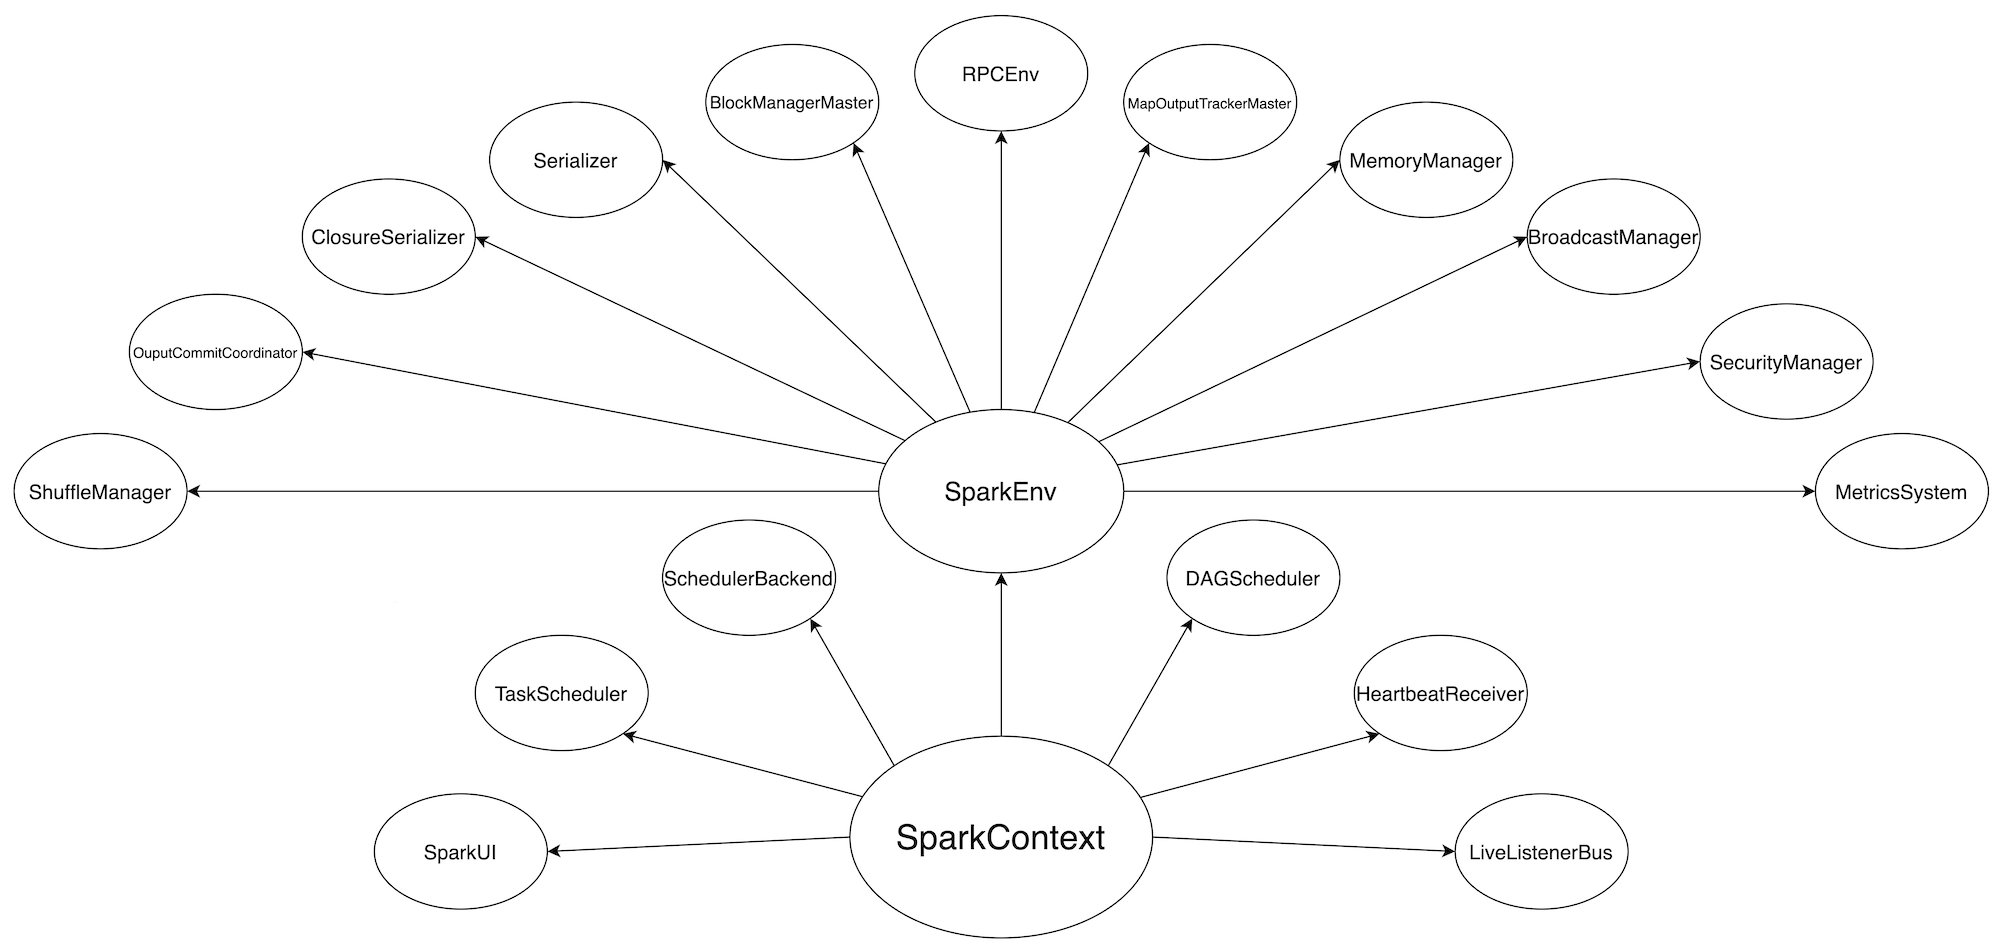 RPCEnv
BlockManagerMaster
MapOutputTrackerMaster
Serializer
MemoryManager
ClosureSerializer
BroadcastManager
OuputCommitCoordinator
SecurityManager
ShuffleManager
SparkEnv
MetricsSystem
SchedulerBackend
DAGScheduler
TaskScheduler
HeartbeatReceiver
SparkContext
SparkUI
LiveListenerBus